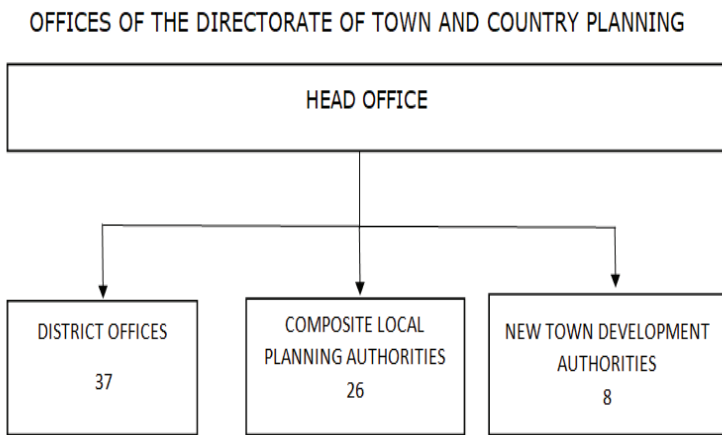 OFFICES OF THE DIRECTORATE OF TOWN AND COUNTRY PLANNING
HEAD OFFICE
DISTRICT OFFICES
37
COMPOSITE LOCAL
PLANNING AUTHORITIES
26
NEW TOWN DEVELOPMENT
AUTHORITIES
8